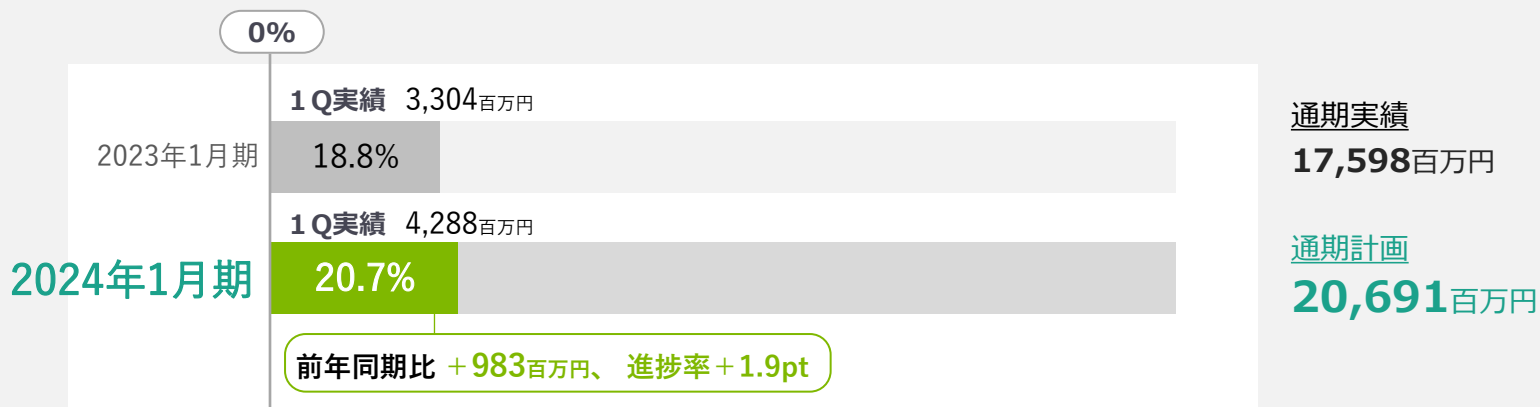 0%
１Q実績 3,304百万円
2023年1月期 18.8%
通期実績
17,598百万円
１Q実績 4,288百万円
2024年1月期 20.7%
通期計画
20,691百万円
前年同期比 ＋983百万円、 進捗率＋1.9pt